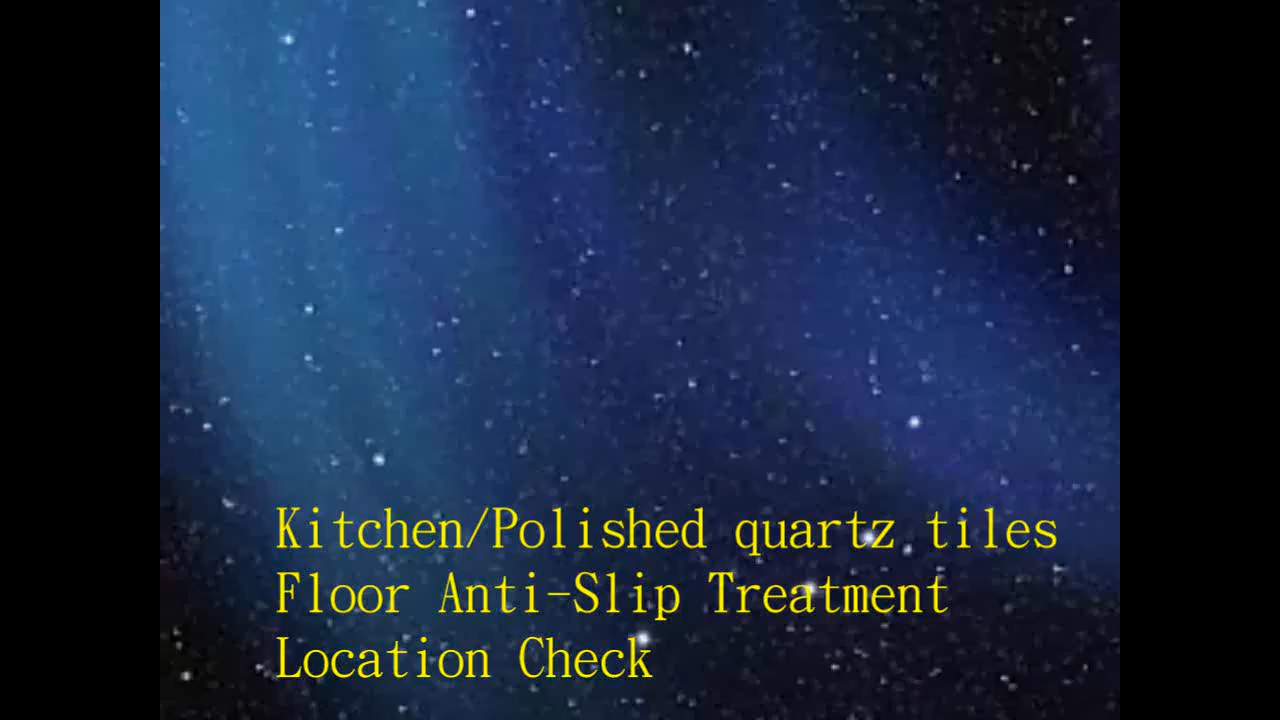 Kitchen/Polished quartz tiles
Floor Anti-Slip Treatment
Location Check